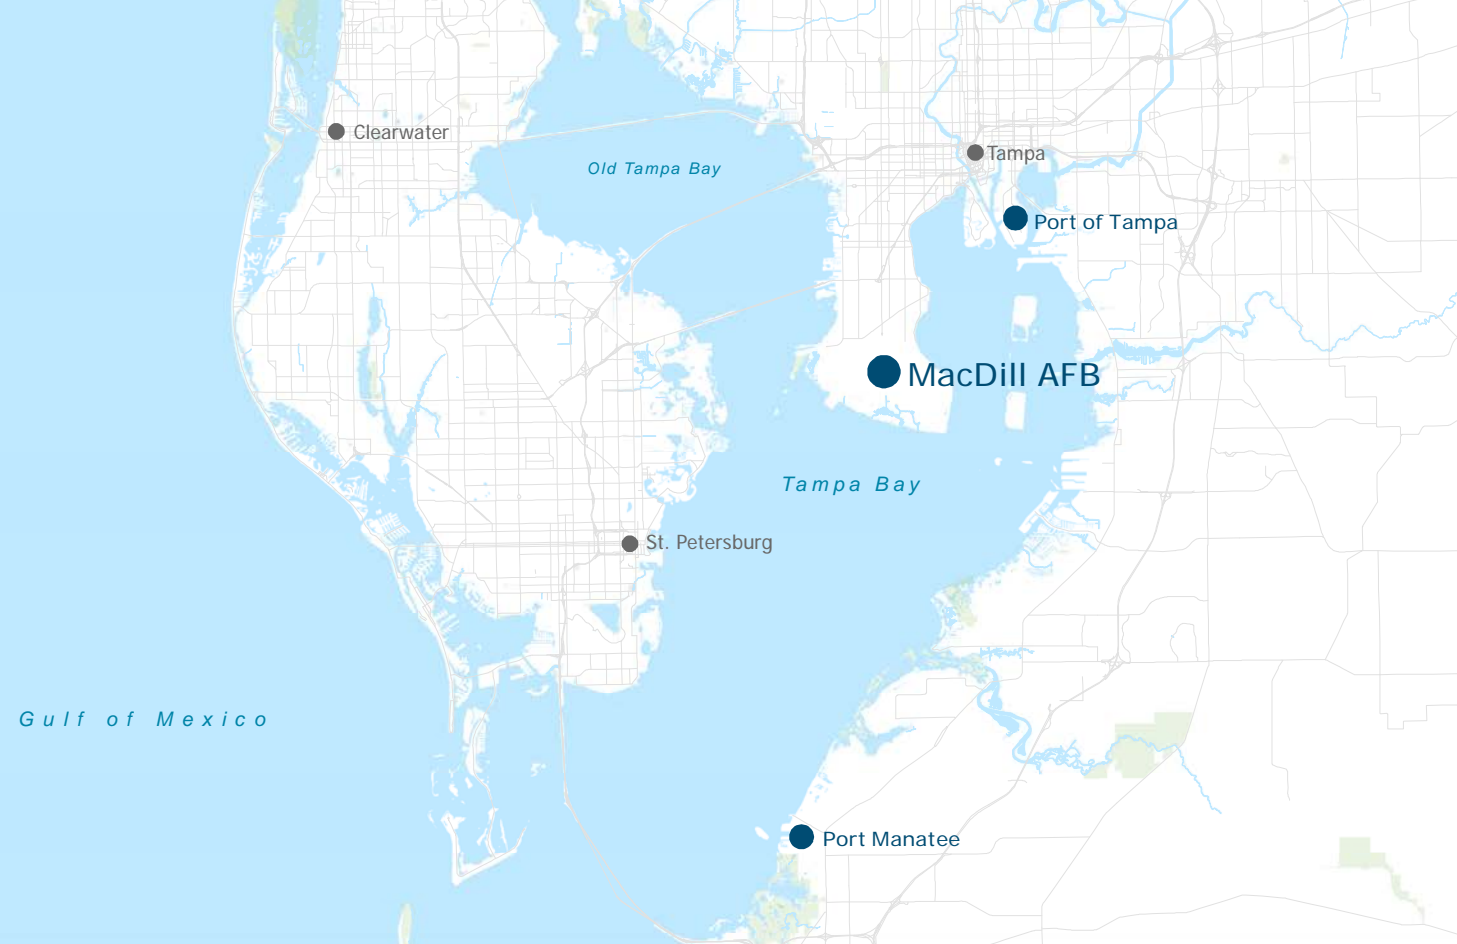 Clearwater
Tampa
Old Tampa Bay
Port of Tampa
MacDill AFB
Tampa Bay
St. Petersburg
Gulf of Mexico
Port Manatee